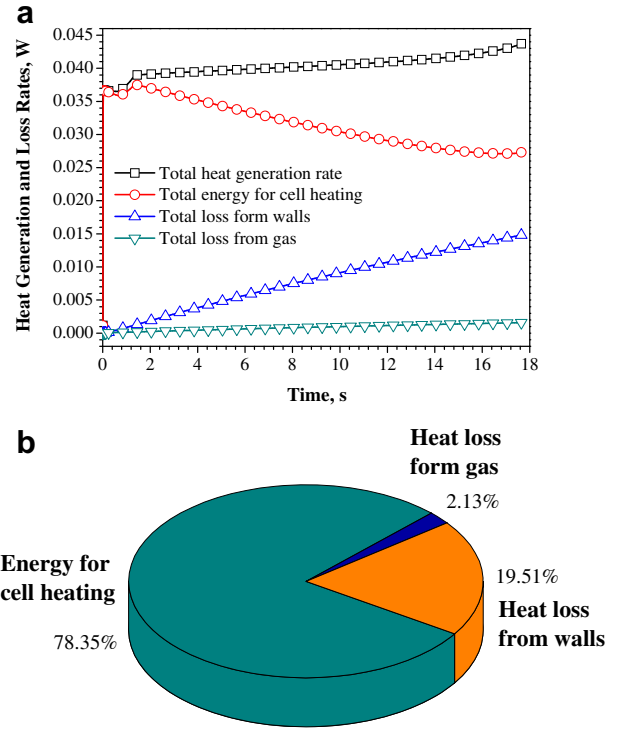 a
Heat Generation and Loss Rates, W
0.045
0.040
0.035
0.030
0.025
0.020
0.015
0.010
0.005
0.000
Total heat generation rate
Total energy for cell heating
Total loss form walls
Total loss from gas
0 2 4 6 8 10 12 14 16 18
Time, s
b
Heat loss
form gas
2.13%
Energy for
cell heating
78.35%
19.51%
Heat loss
from walls